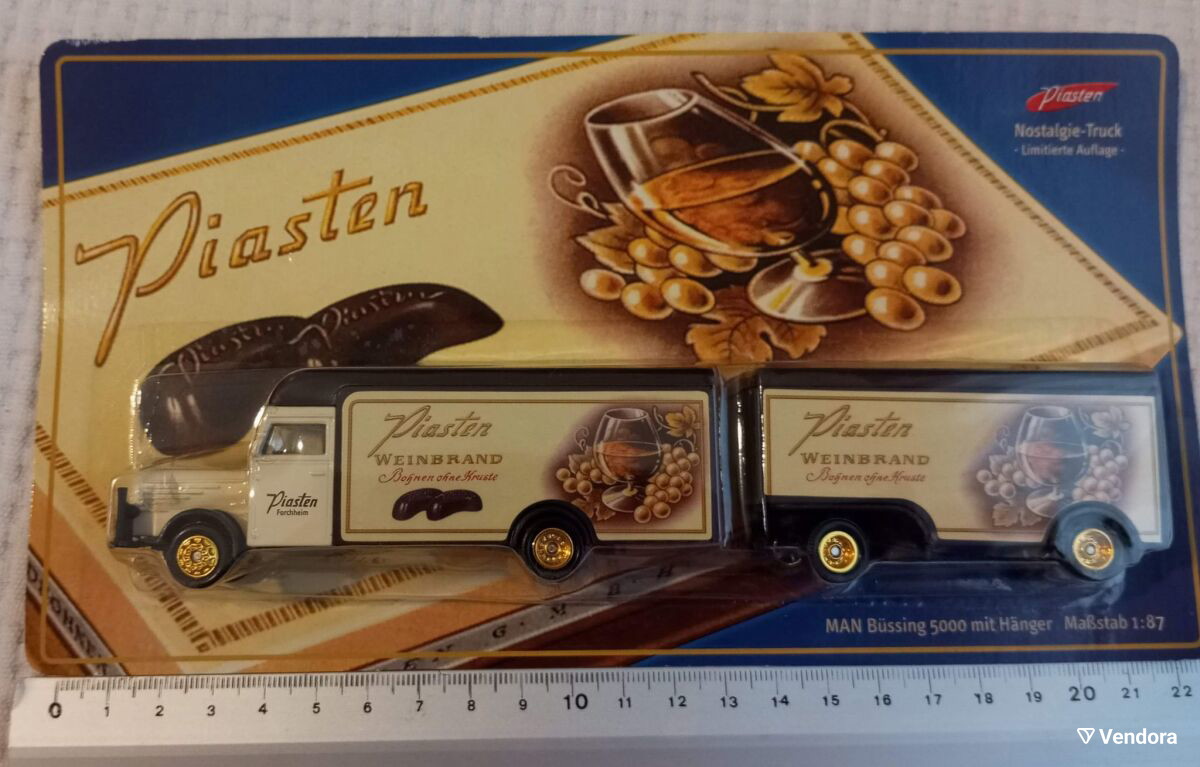 Piasten
Nostalgie-Truck
- Limitierte Auflage -
Piasten
Piasten
Piasten
Piasten
WEINBRAND
Bohnen ohne Kruste
Piasten
Forchheim
Piasten
WEINBRAND
Bohnen ohne Kruste
G · M · B · H
MAN Büssing 5000 mit Hänger Maßstab 1:87
0 1 2 3 4 5 6 7 8 9 10 11 12 13 14 15 16 17 18 19 20 21 22
Vendora